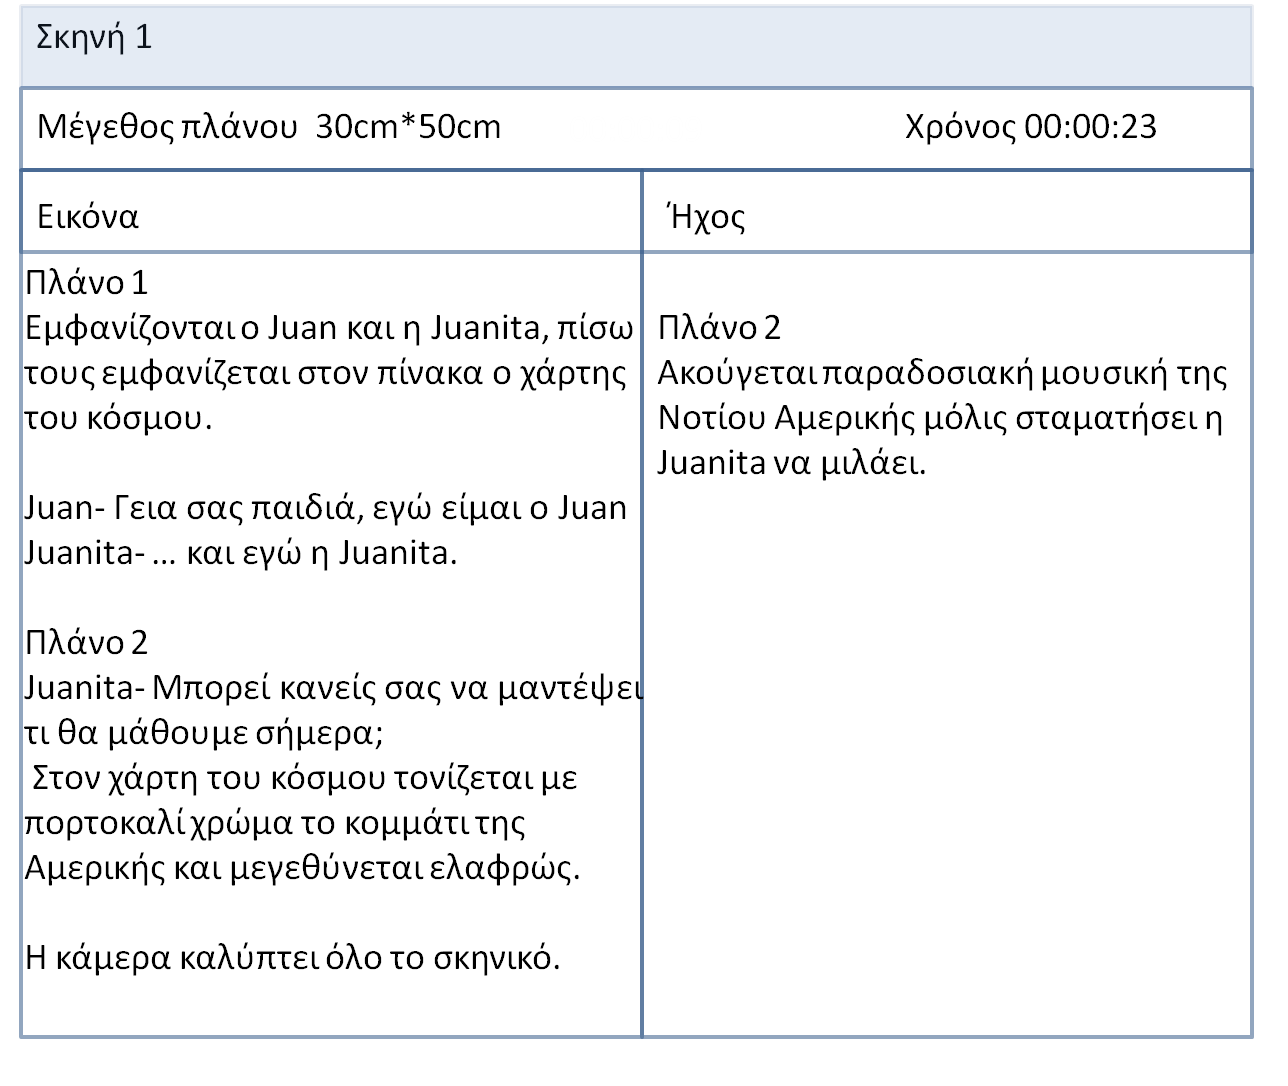 Σκηνή 1
Μέγεθος πλάνου 30cm*50cm
Χρόνος 00:00:23
Εικόνα
Ήχος
Πλάνο 1
Εμφανίζονται ο Juan και η Juanita, πίσω
τους εμφανίζεται στον πίνακα ο χάρτης
του κόσμου.
Juan- Γεια σας παιδιά, εγώ είμαι ο Juan
Juanita- ... και εγώ η Juanita.
Πλάνο 2
Juanita- Μπορεί κανείς σας να μαντέψει
τι θα μάθουμε σήμερα;
Στον χάρτη του κόσμου τονίζεται με
πορτοκαλί χρώμα το κομμάτι της
Αμερικής και μεγεθύνεται ελαφρώς.
Η κάμερα καλύπτει όλο το σκηνικό.
Πλάνο 2
Ακούγεται παραδοσιακή μουσική της
Νοτίου Αμερικής μόλις σταματήσει η
Juanita να μιλάει.